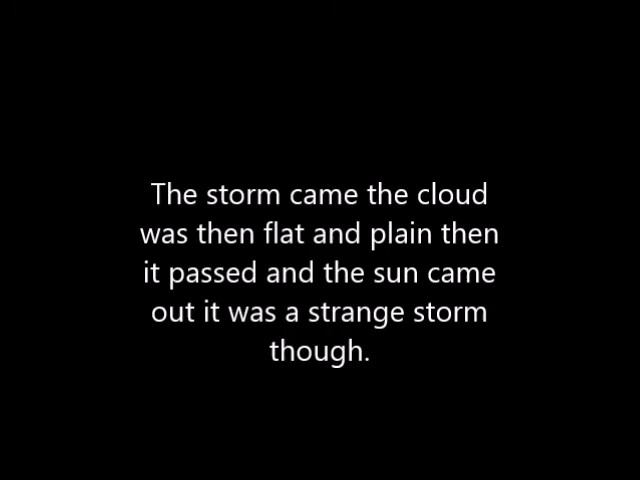 The storm came the cloud
was then flat and plain then
it passed and the sun came
out it was a strange storm
though.